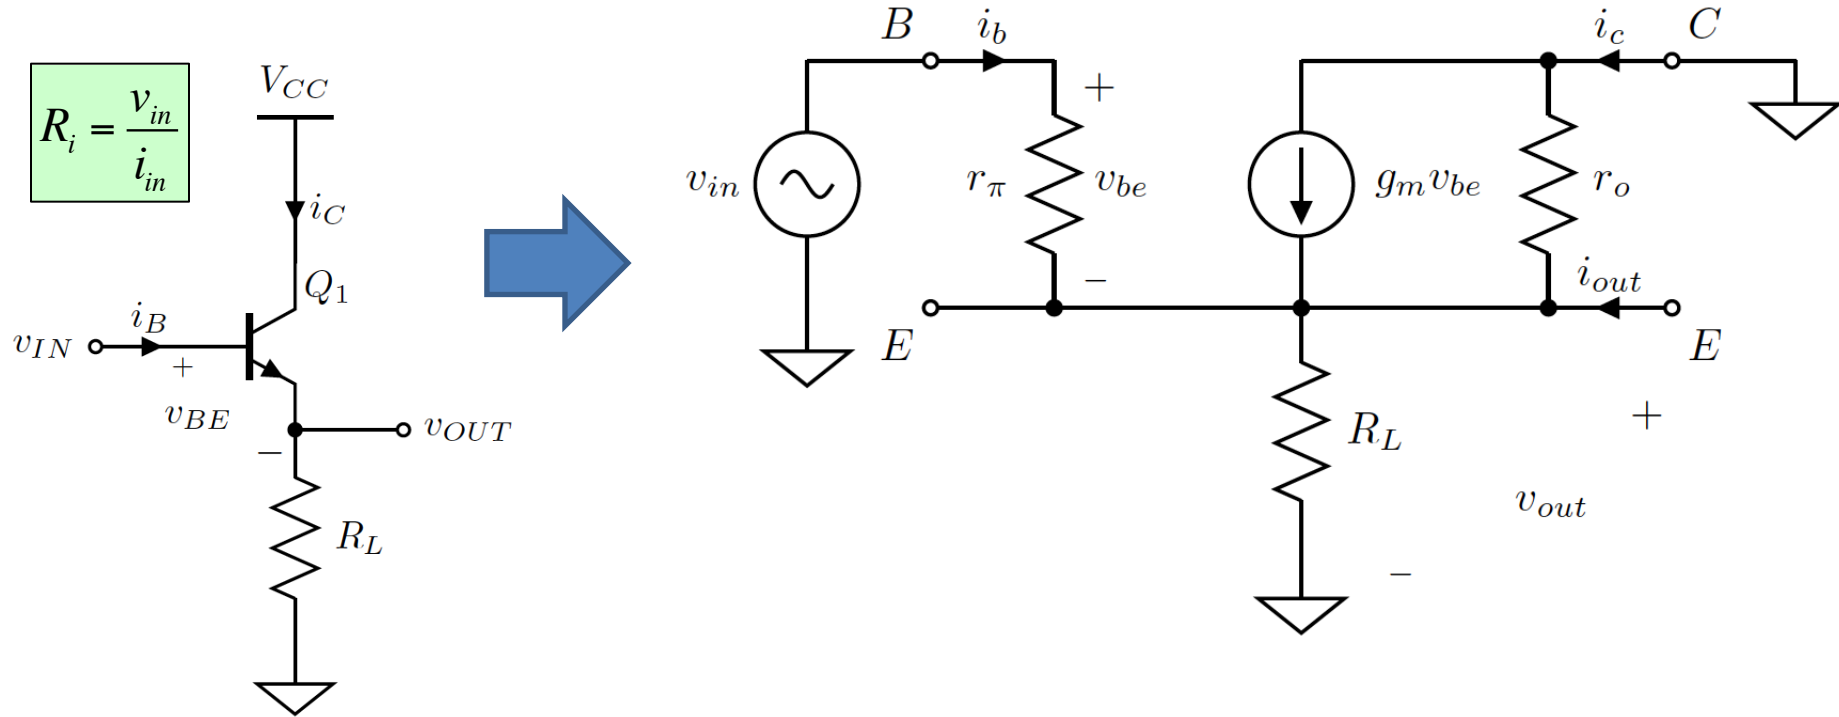 R_i = v_in / i_in
V_CC
i_C
Q_1
i_B
v_IN
+
v_BE
−
v_OUT
R_L
B
i_b
i_c
C
+
v_in
r_π
v_be
g_m v_be
r_o
−
i_out
E
E
+
R_L
v_out
−